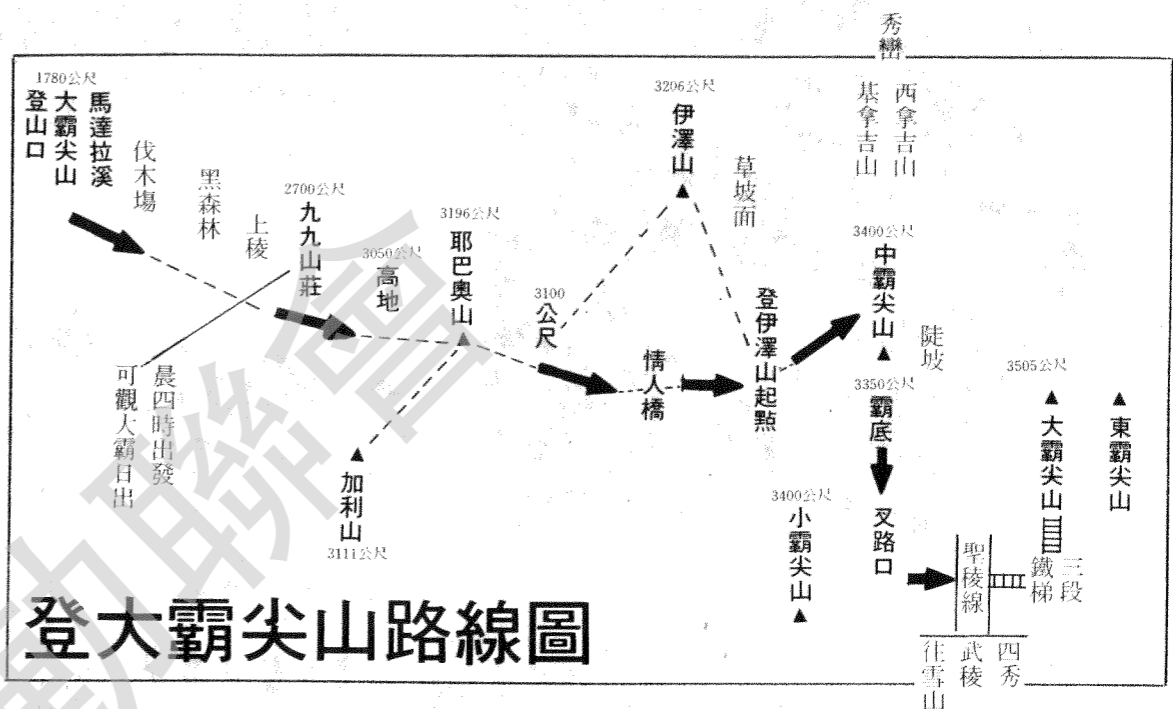 秀巒
1780公尺
馬達拉溪
大霸尖山
登山口
伐木場
黑森林
上稜
2700公尺
九九山莊
3050公尺
高地
3196公尺
耶巴奧山
3100
公尺
3206公尺
伊澤山
草坡面
西拿吉山
基拿吉山
3400公尺
中霸尖山
陡坡
情人橋
登伊澤山起點
3350公尺
霸底
3505公尺
大霸尖山
東霸尖山
晨四時出發
可觀大霸日出
加利山
3111公尺
3400公尺
小霸尖山
叉路口
聖稜線
三段
鐵梯
四秀
武稜
往雪山
登大霸尖山路線圖
動聯會